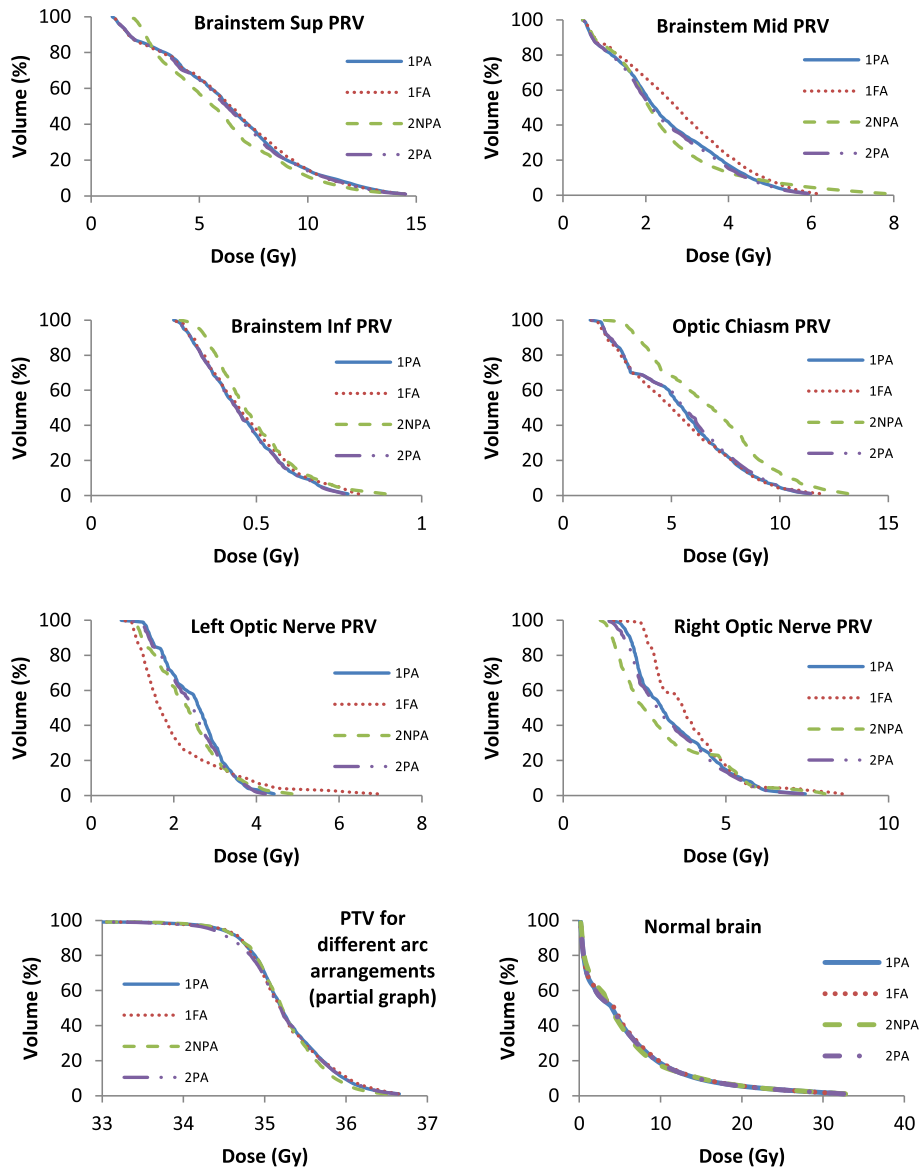 Brainstem Sup PRV
Volume (%)
100
80
60
40
20
0
0
5
10
15
Dose (Gy)
1PA
1FA
2NPA
2PA
Brainstem Mid PRV
Volume (%)
100
80
60
40
20
0
0
2
4
6
8
Dose (Gy)
1PA
1FA
2NPA
2PA
Brainstem Inf PRV
Volume (%)
100
80
60
40
20
0
0
0.5
1
Dose (Gy)
1PA
1FA
2NPA
2PA
Optic Chiasm PRV
Volume (%)
100
80
60
40
20
0
0
5
10
15
Dose (Gy)
1PA
1FA
2NPA
2PA
Left Optic Nerve PRV
Volume (%)
100
80
60
40
20
0
0
2
4
6
8
Dose (Gy)
1PA
1FA
2NPA
2PA
Right Optic Nerve PRV
Volume (%)
100
80
60
40
20
0
0
5
10
Dose (Gy)
1PA
1FA
2NPA
2PA
PTV for
different arc
arrangements
(partial graph)
Volume (%)
100
80
60
40
20
0
33
34
35
36
37
Dose (Gy)
1PA
1FA
2NPA
2PA
Normal brain
Volume (%)
100
80
60
40
20
0
0
10
20
30
40
Dose (Gy)
1PA
1FA
2NPA
2PA